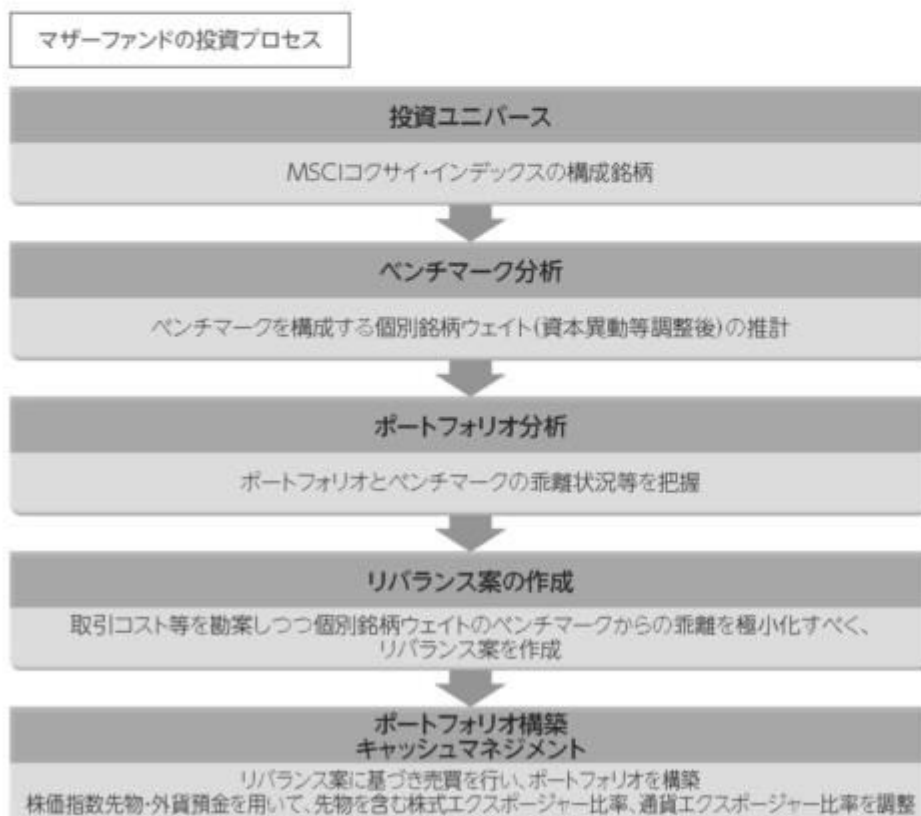 マザーファンドの投資プロセス
投資ユニバース
MSCIコクサイ・インデックスの構成銘柄
ベンチマーク分析
ベンチマークを構成する個別銘柄ウェイト(資本異動等調整後)の推計
ポートフォリオ分析
ポートフォリオとベンチマークの乖離状況等を把握
リバランス案の作成
取引コスト等を勘案しつつ個別銘柄ウェイトのベンチマークからの乖離を極小化すべく、
リバランス案を作成
ポートフォリオ構築
キャッシュマネジメント
リバランス案に基づき売買を行い、ポートフォリオを構築
株価指数先物・外貨預金を用いて、先物を含む株式エクスポージャー比率、通貨エクスポージャー比率を調整